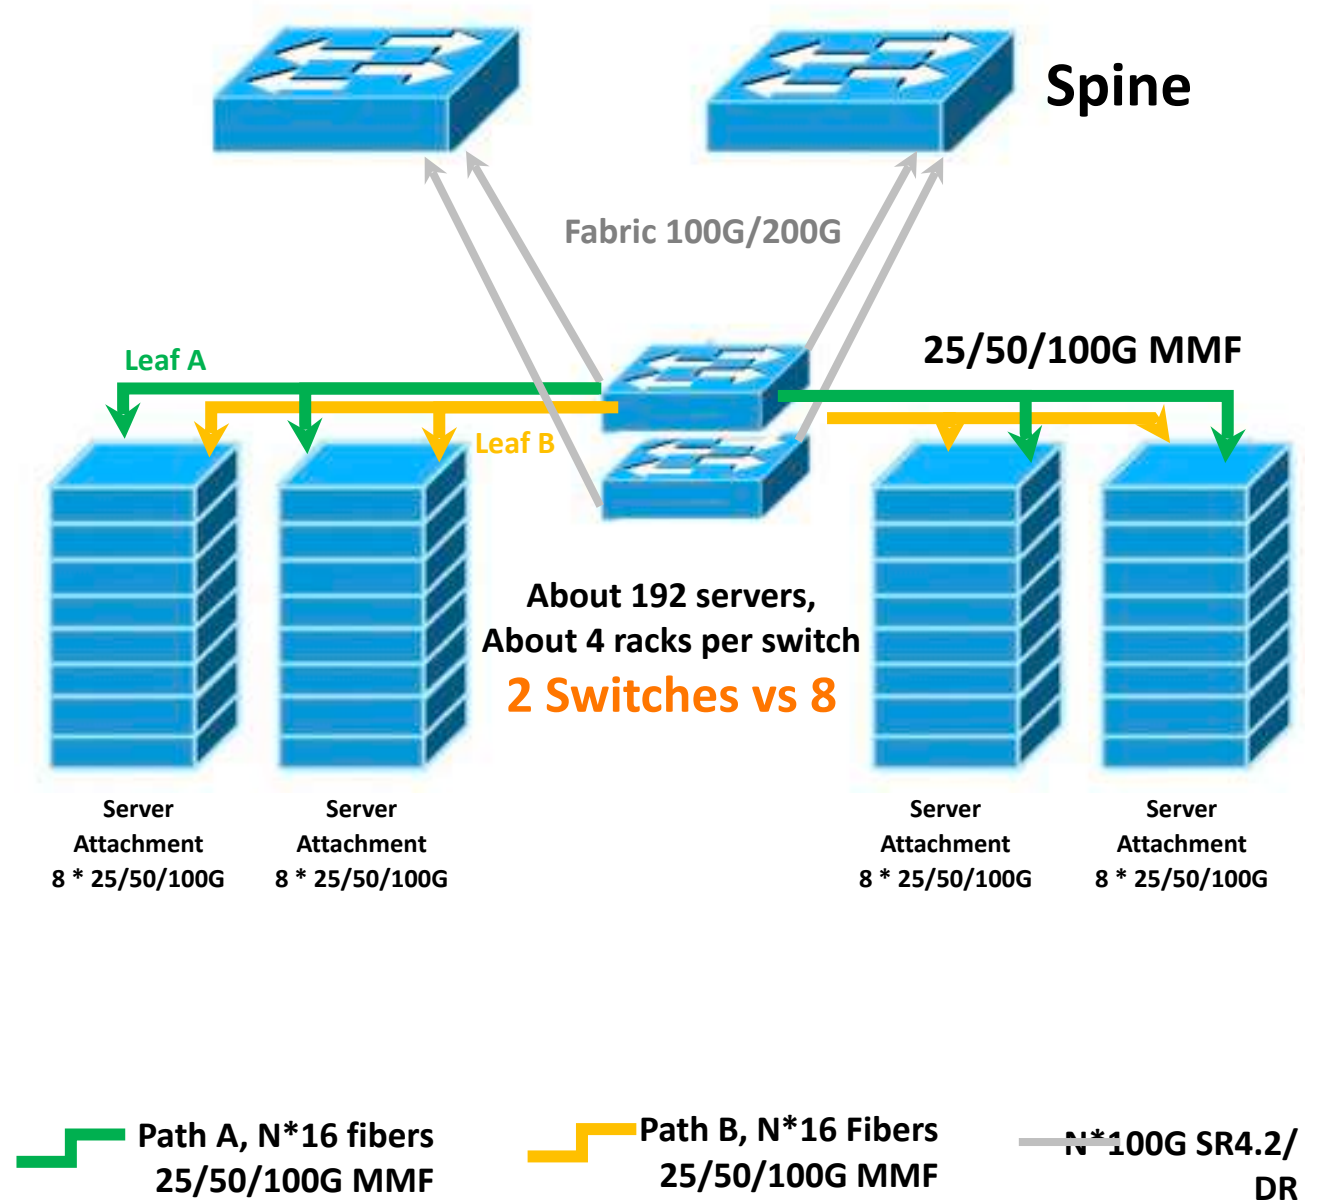 Spine
Fabric 100G/200G
25/50/100G MMF
Leaf A
Leaf B
About 192 servers,
About 4 racks per switch
2 Switches vs 8
Server
Attachment
8 * 25/50/100G
Server
Attachment
8 * 25/50/100G
Server
Attachment
8 * 25/50/100G
Server
Attachment
8 * 25/50/100G
Path A, N*16 fibers
25/50/100G MMF
Path B, N*16 Fibers
25/50/100G MMF
N*100G SR4.2/
DR